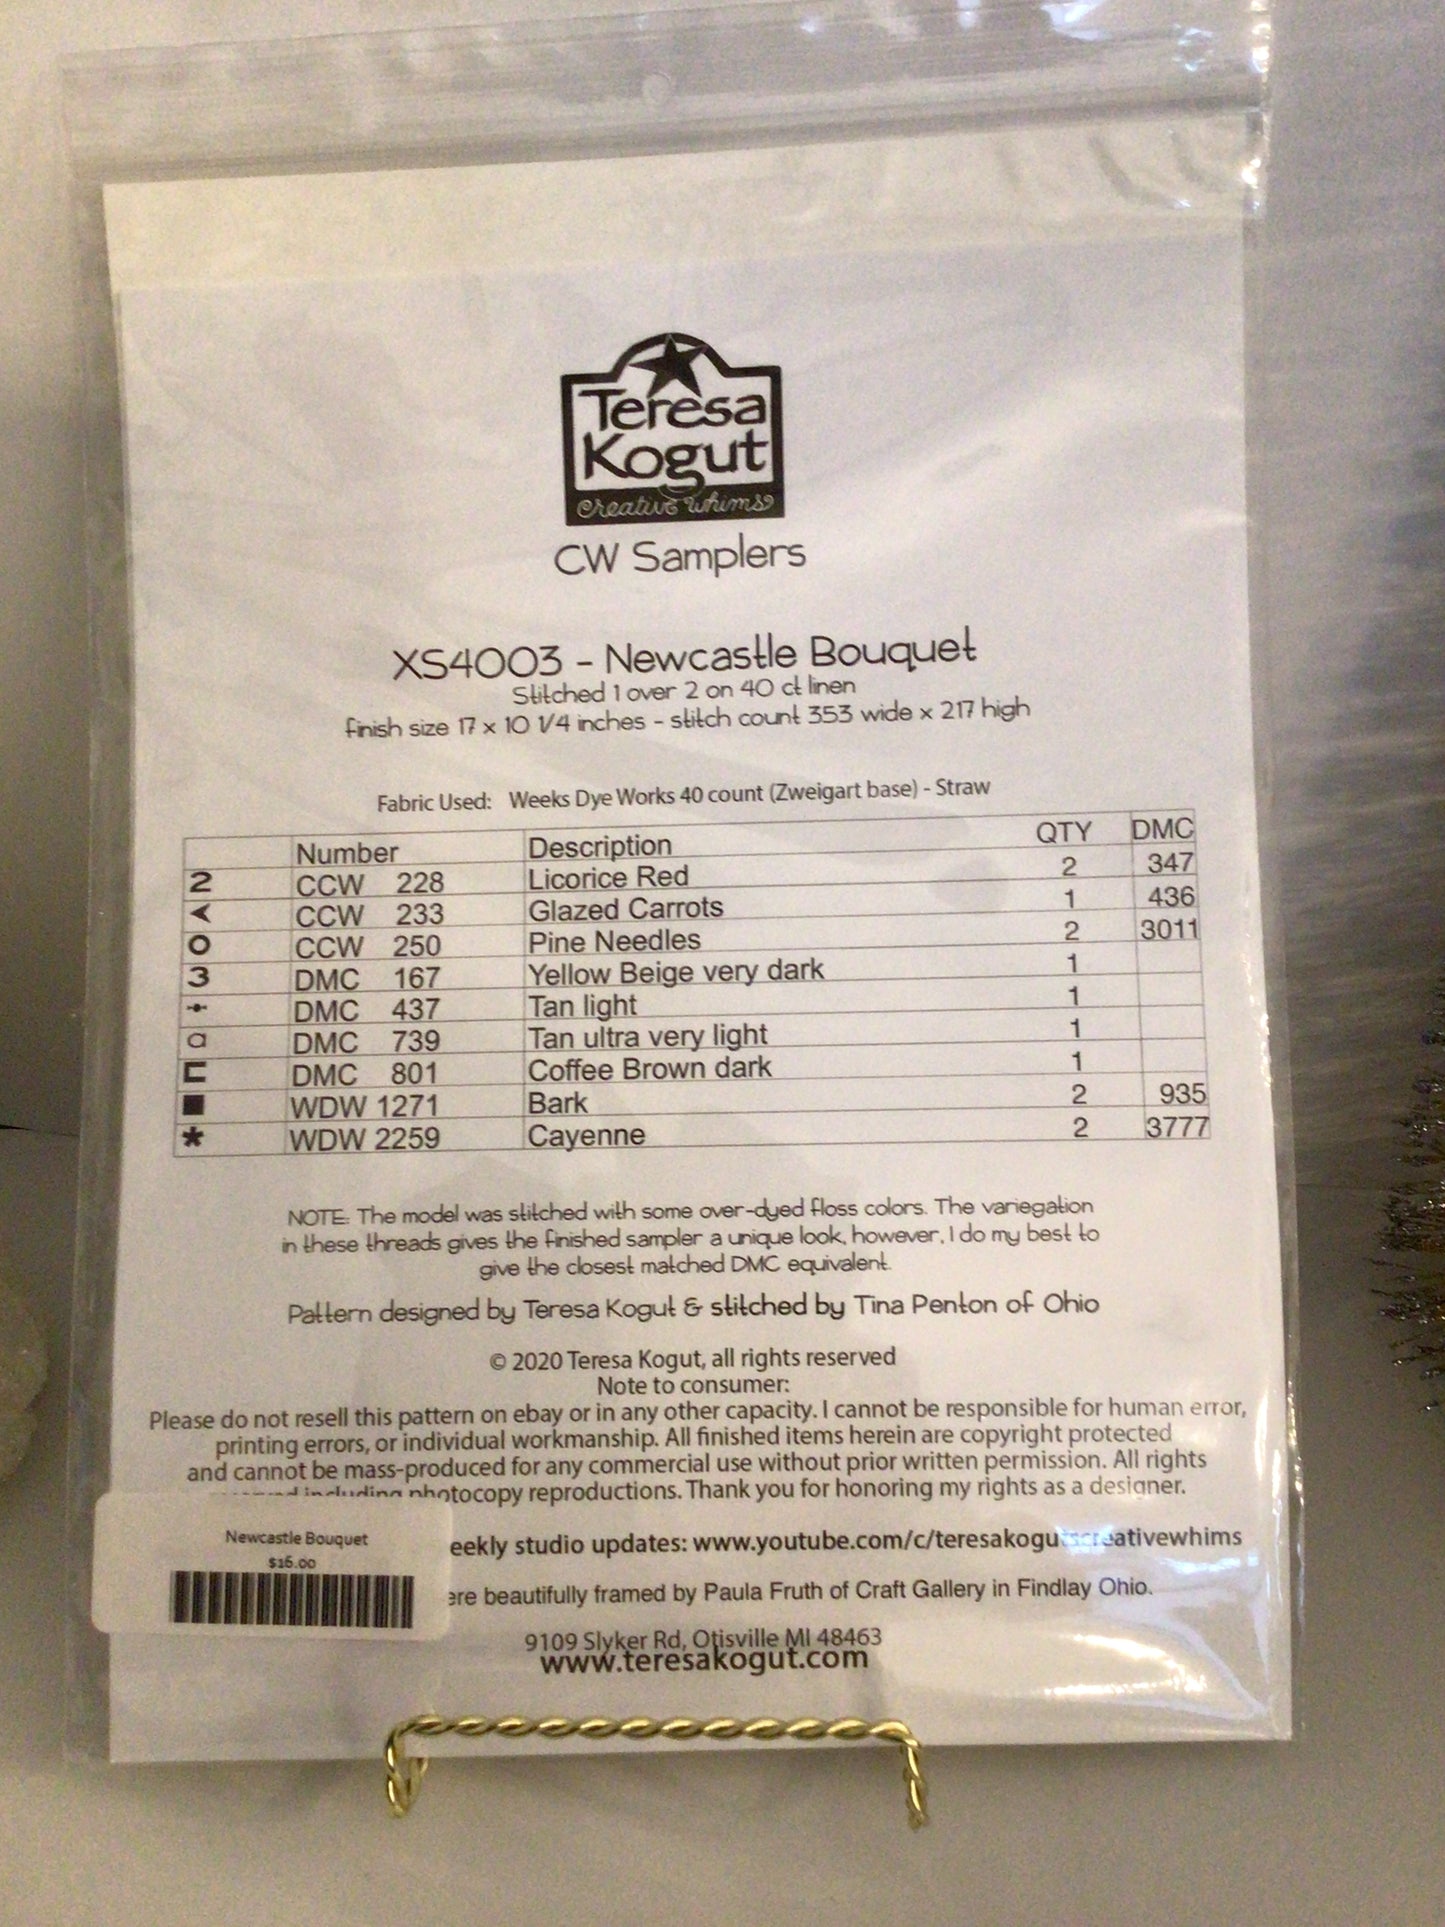 Teresa
Kogut
creative whims
CW Samplers
XS4003 - Newcastle Bouquet
Stitched 1 over 2 on 40 ct linen
finish size 17 x 10 1/4 inches - stitch count 353 wide x 217 high
Fabric Used: Weeks Dye Works 40 count (Zweigart base) - Straw
Number Description QTY DMC
2 CCW 228 Licorice Red 2 347
CCW 233 Glazed Carrots 1 436
O CCW 250 Pine Needles 2 3011
3 DMC 167 Yellow Beige very dark 1
DMC 437 Tan light 1
a DMC 739 Tan ultra very light 1
DMC 801 Coffee Brown dark 1
■ WDW 1271 Bark 2 935
* WDW 2259 Cayenne 2 3777
NOTE: The model was stitched with some over-dyed floss colors. The variegation
in these threads gives the finished sampler a unique look, however, I do my best to
give the closest matched DMC equivalent.
Pattern designed by Teresa Kogut & stitched by Tina Penton of Ohio
© 2020 Teresa Kogut, all rights reserved
Note to consumer:
Please do not resell this pattern on ebay or in any other capacity. I cannot be responsible for human error,
printing errors, or individual workmanship. All finished items herein are copyright protected
and cannot be mass-produced for any commercial use without prior written permission. All rights
including photocopy reproductions. Thank you for honoring my rights as a designer.
eekly studio updates: www.youtube.com/c/teresakogutscreativewhims
ere beautifully framed by Paula Fruth of Craft Gallery in Findlay Ohio.
9109 Slyker Rd, Otisville MI 48463
www.teresakogut.com
Newcastle Bouquet
$16.00